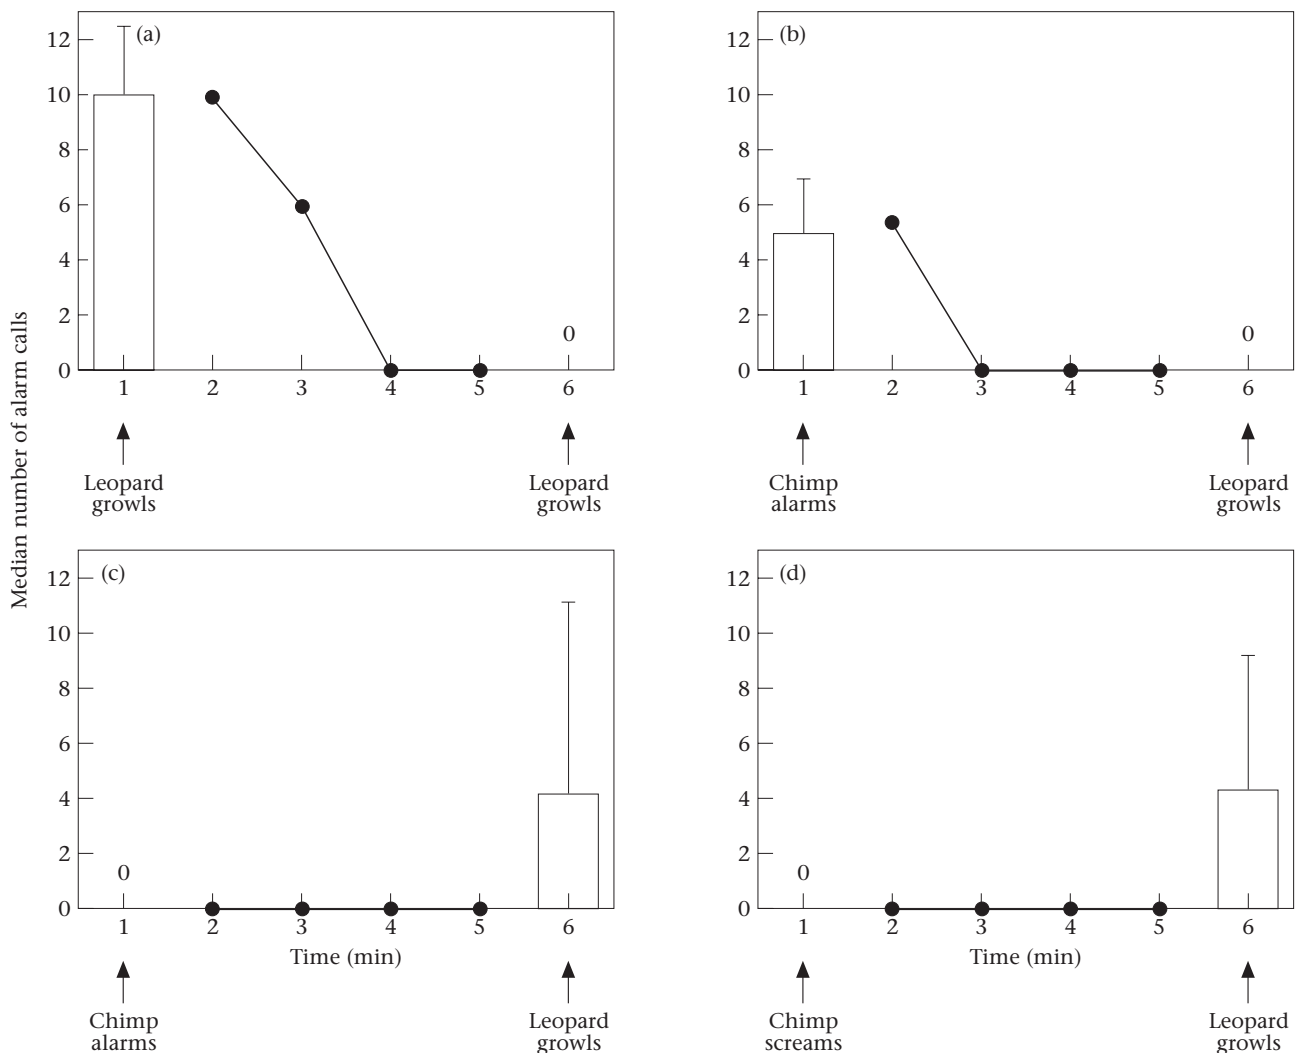 Median number of alarm calls
(a)
12
10
8
6
4
2
0
0
1 2 3 4 5 6
Leopard
growls
Leopard
growls
(b)
12
10
8
6
4
2
0
0
1 2 3 4 5 6
Chimp
alarms
Leopard
growls
(c)
12
10
8
6
4
2
0
0
1 2 3 4 5 6
Time (min)
Chimp
alarms
Leopard
growls
(d)
12
10
8
6
4
2
0
0
1 2 3 4 5 6
Time (min)
Chimp
screams
Leopard
growls